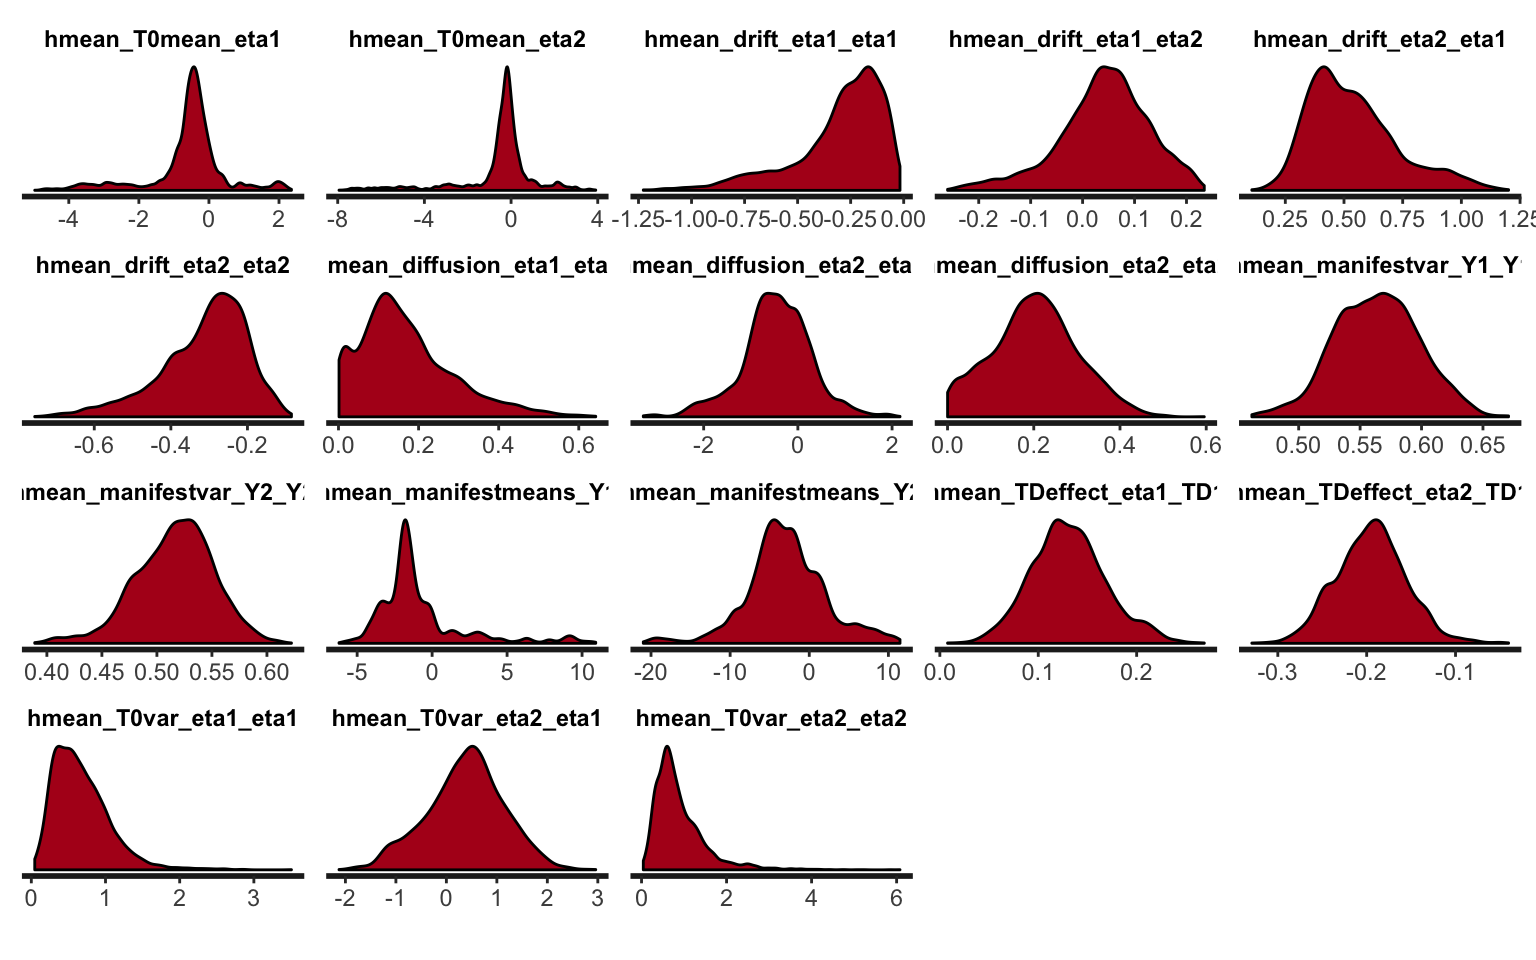 hmean_T0mean_eta1 hmean_T0mean_eta2 hmean_drift_eta1_eta1 hmean_drift_eta1_eta2 hmean_drift_eta2_eta1
-4 -2 0 2 -8 -4 0 4 -1.25 -1.00 -0.75 -0.50 -0.25 0.00 -0.2 -0.1 0.0 0.1 0.2 0.25 0.50 0.75 1.00 1.25
hmean_drift_eta2_eta2 mean_diffusion_eta1_eta mean_diffusion_eta2_eta mean_diffusion_eta2_eta mean_manifestvar_Y1_Y
-0.6 -0.4 -0.2 0.0 0.2 0.4 0.6 -2 0 2 0.0 0.2 0.4 0.6 0.50 0.55 0.60 0.65
mean_manifestvar_Y2_Y mean_manifestmeans_Y1 mean_manifestmeans_Y2 mean_TDeffect_eta1_TD1 mean_TDeffect_eta2_TD1
0.40 0.45 0.50 0.55 0.60 -5 0 5 10 -20 -10 0 10 0.0 0.1 0.2 -0.3 -0.2 -0.1
hmean_T0var_eta1_eta1 hmean_T0var_eta2_eta1 hmean_T0var_eta2_eta2
0 1 2 3 -2 -1 0 1 2 3 0 2 4 6